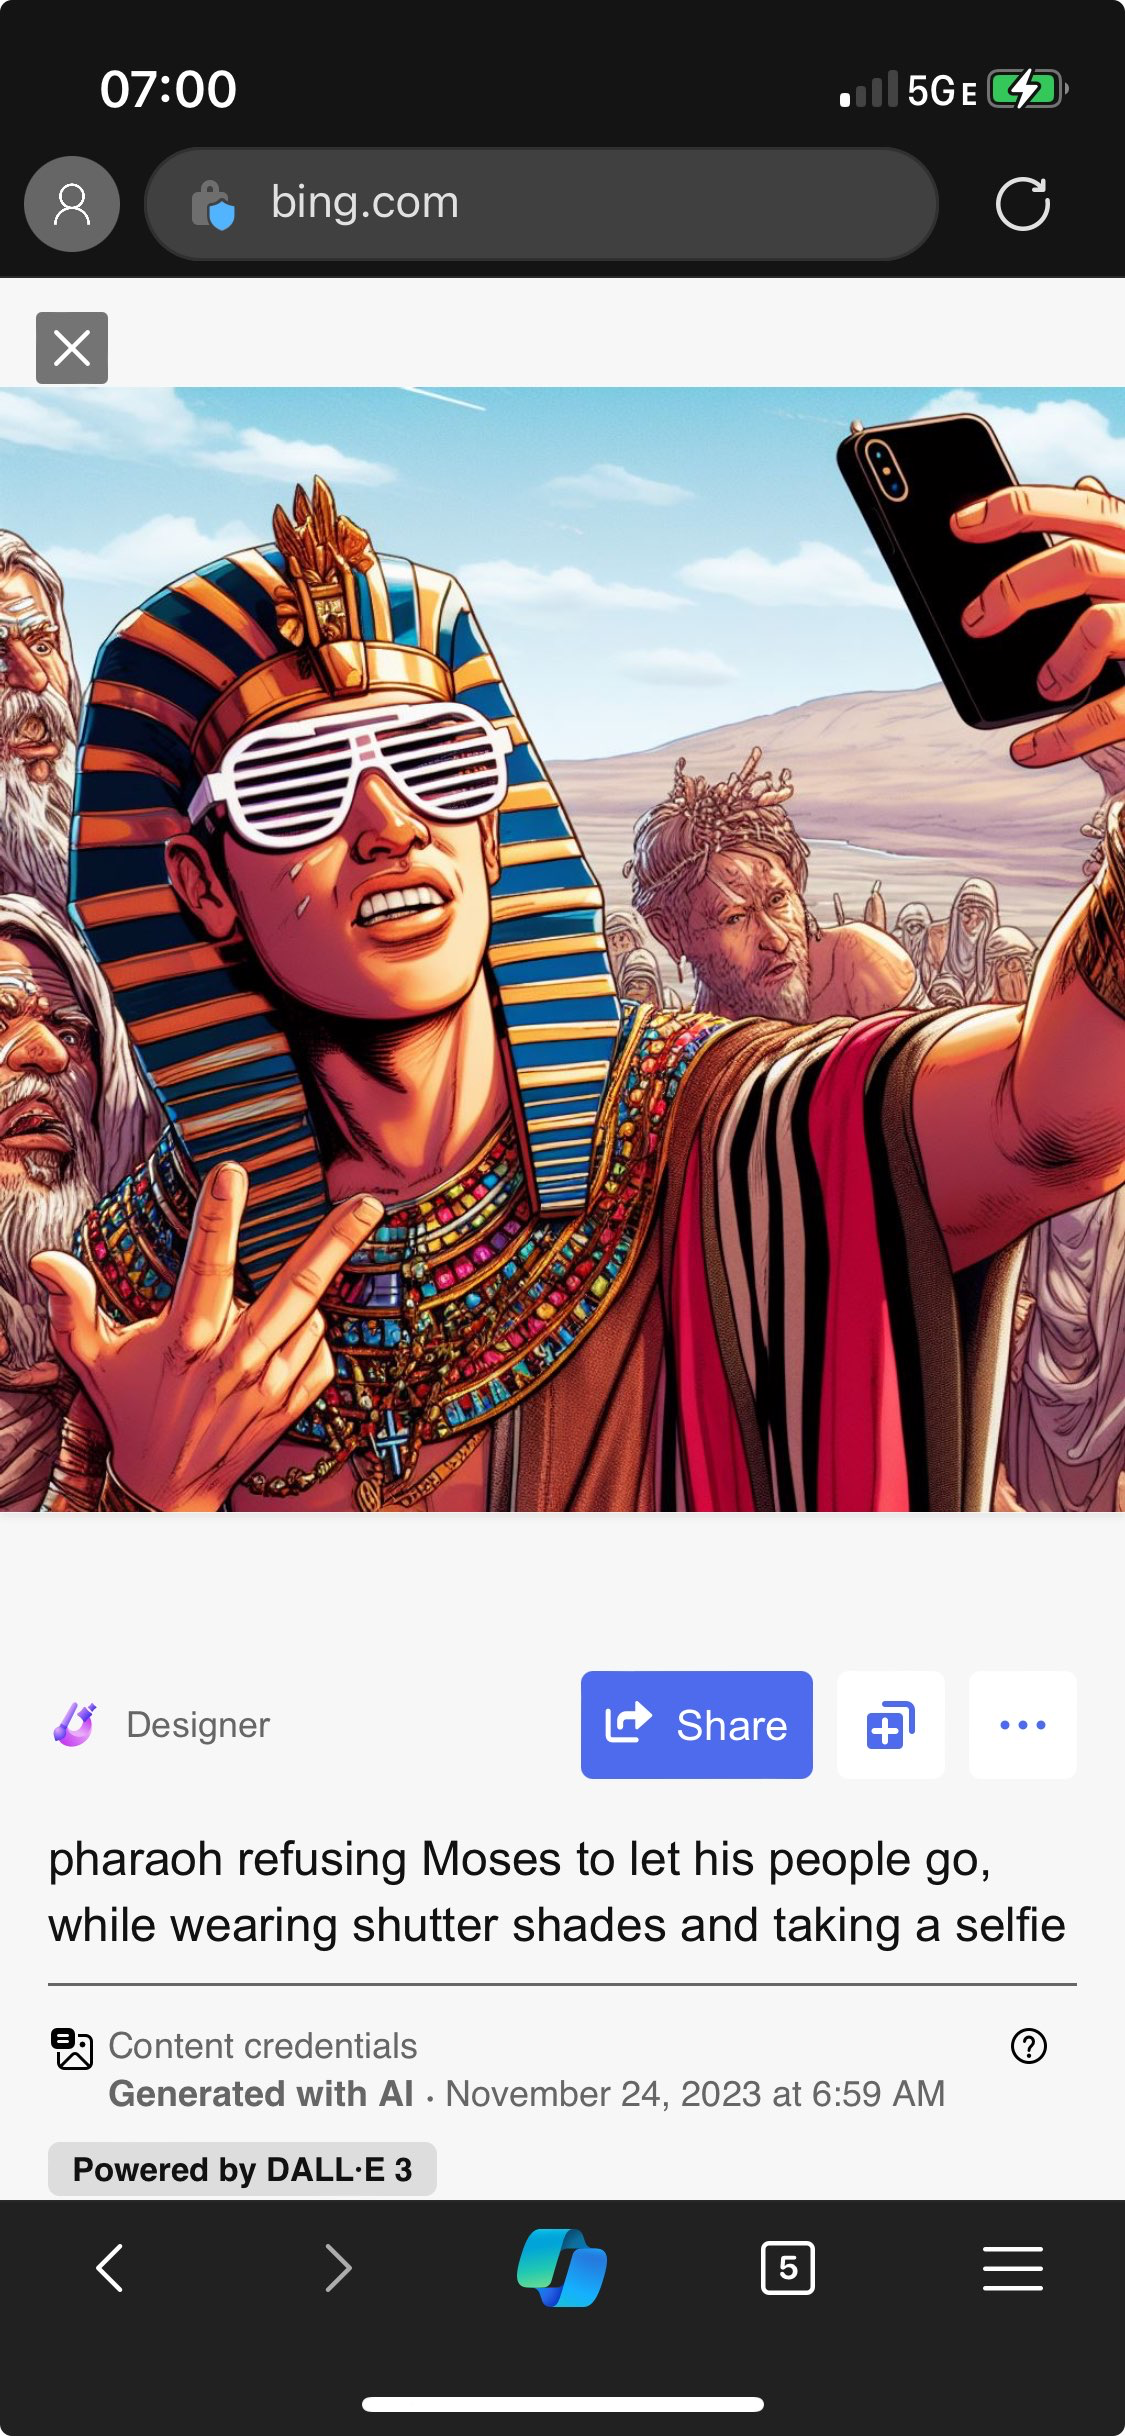 07:00
5G E
bing.com
Designer
Share
pharaoh refusing Moses to let his people go,
while wearing shutter shades and taking a selfie
Content credentials
Generated with AI · November 24, 2023 at 6:59 AM
Powered by DALL·E 3
5